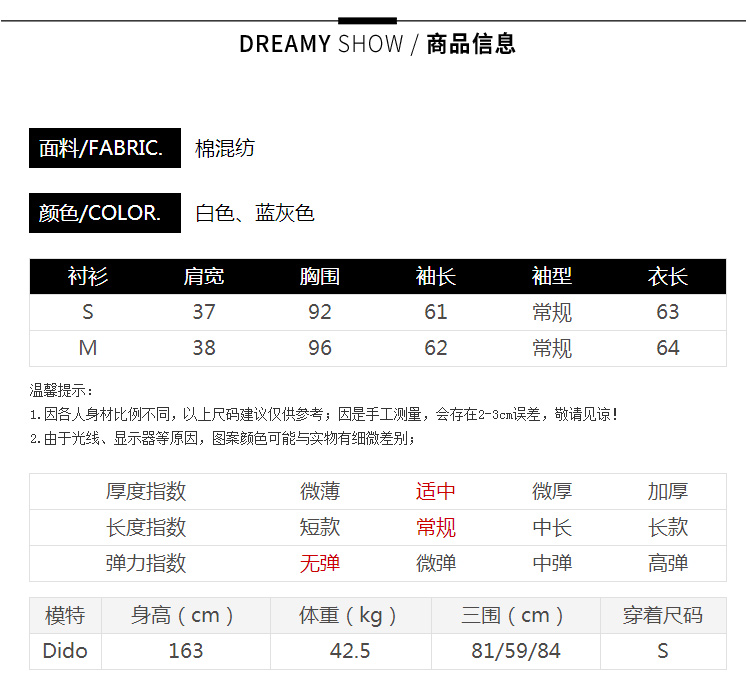 DREAMY SHOW / 商品信息
面料/FABRIC. 棉混纺
颜色/COLOR. 白色、蓝灰色
衬衫 肩宽 胸围 袖长 袖型 衣长
S 37 92 61 常规 63
M 38 96 62 常规 64
温馨提示：
1.因各人身材比例不同，以上尺码建议仅供参考；因是手工测量，会存在2-3cm误差，敬请见谅！
2.由于光线、显示器等原因，图案颜色可能与实物有细微差别；
厚度指数 微薄 适中 微厚 加厚
长度指数 短款 常规 中长 长款
弹力指数 无弹 微弹 中弹 高弹
模特 身高（cm） 体重（kg） 三围（cm） 穿着尺码
Dido 163 42.5 81/59/84 S